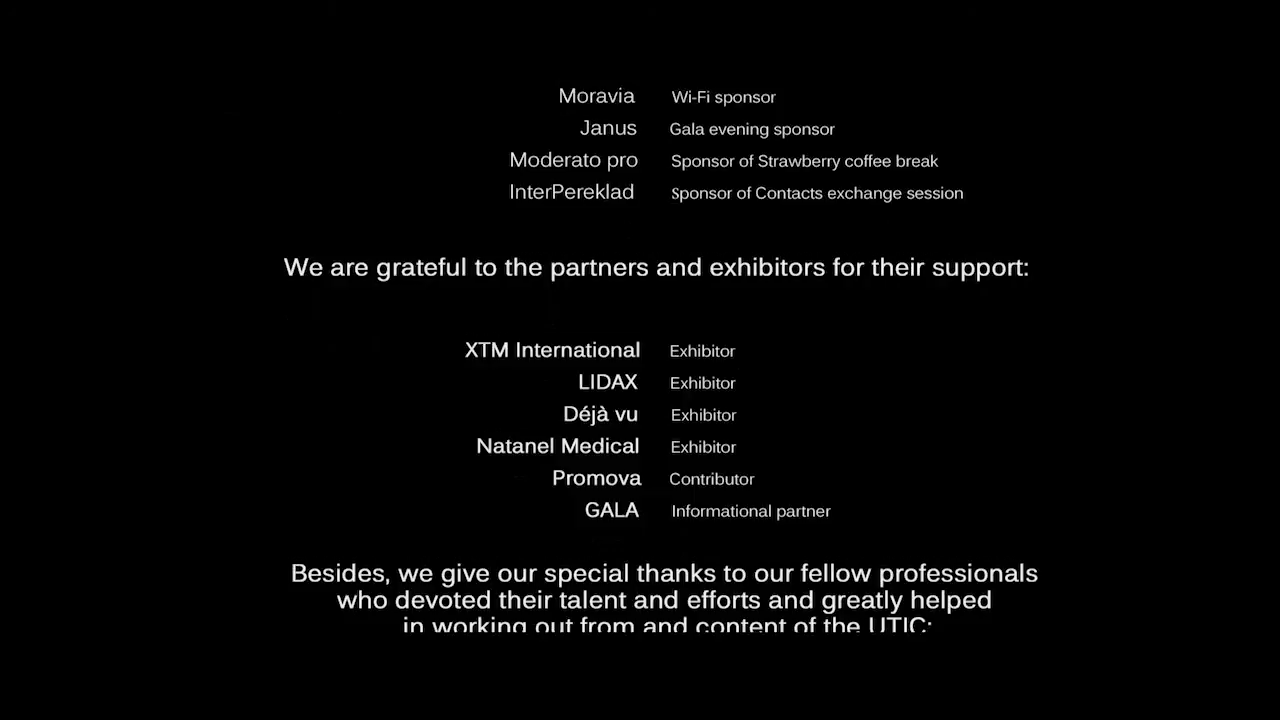 Moravia Wi-Fi sponsor
Janus Gala evening sponsor
Moderato pro Sponsor of Strawberry coffee break
InterPereklad Sponsor of Contacts exchange session
We are grateful to the partners and exhibitors for their support:
XTM International Exhibitor
LIDAX Exhibitor
Déjà vu Exhibitor
Natanel Medical Exhibitor
Promova Contributor
GALA Informational partner
Besides, we give our special thanks to our fellow professionals
who devoted their talent and efforts and greatly helped
in working out from and content of the UTIC: